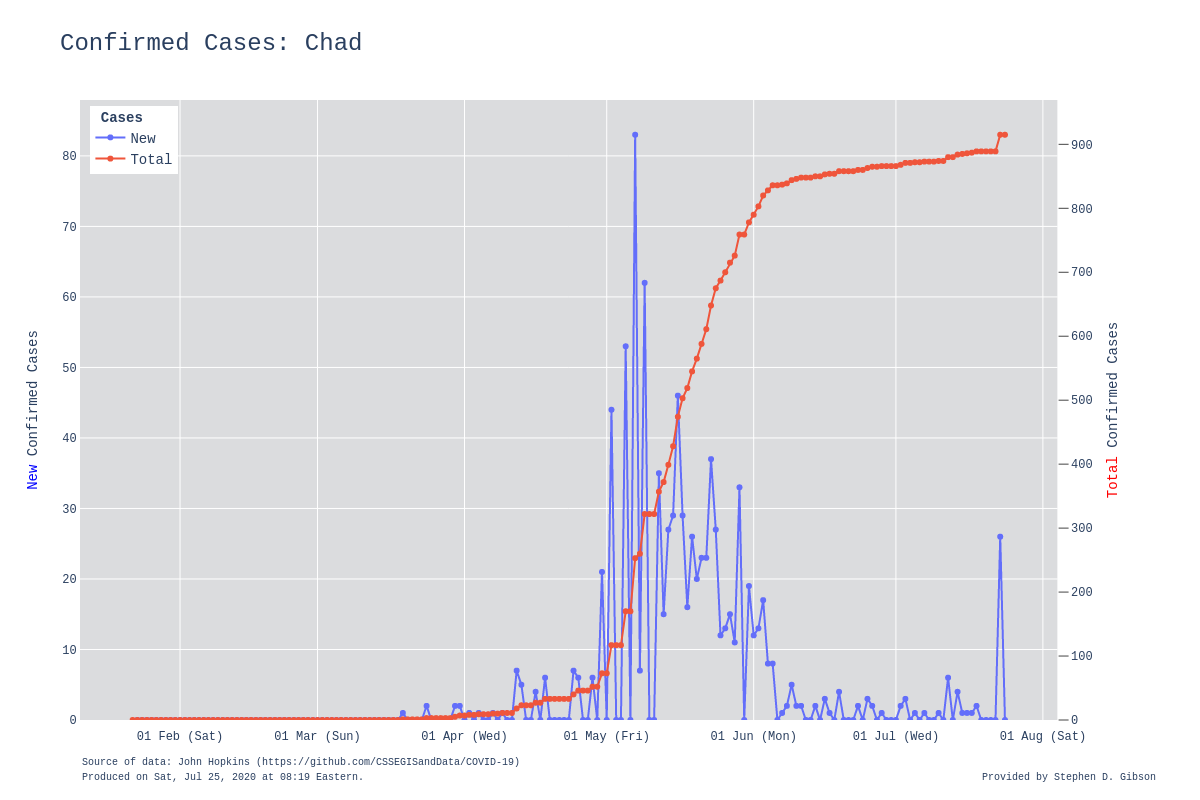 Confirmed Cases: Chad
Cases
New
Total
80
70
60
50
40
30
20
10
0
900
800
700
600
500
400
300
200
100
0
New Confirmed Cases
Total Confirmed Cases
01 Feb (Sat)
01 Mar (Sun)
01 Apr (Wed)
01 May (Fri)
01 Jun (Mon)
01 Jul (Wed)
01 Aug (Sat)
Source of data: John Hopkins (https://github.com/CSSEGISandData/COVID-19)
Produced on Sat, Jul 25, 2020 at 08:19 Eastern.
Provided by Stephen D. Gibson